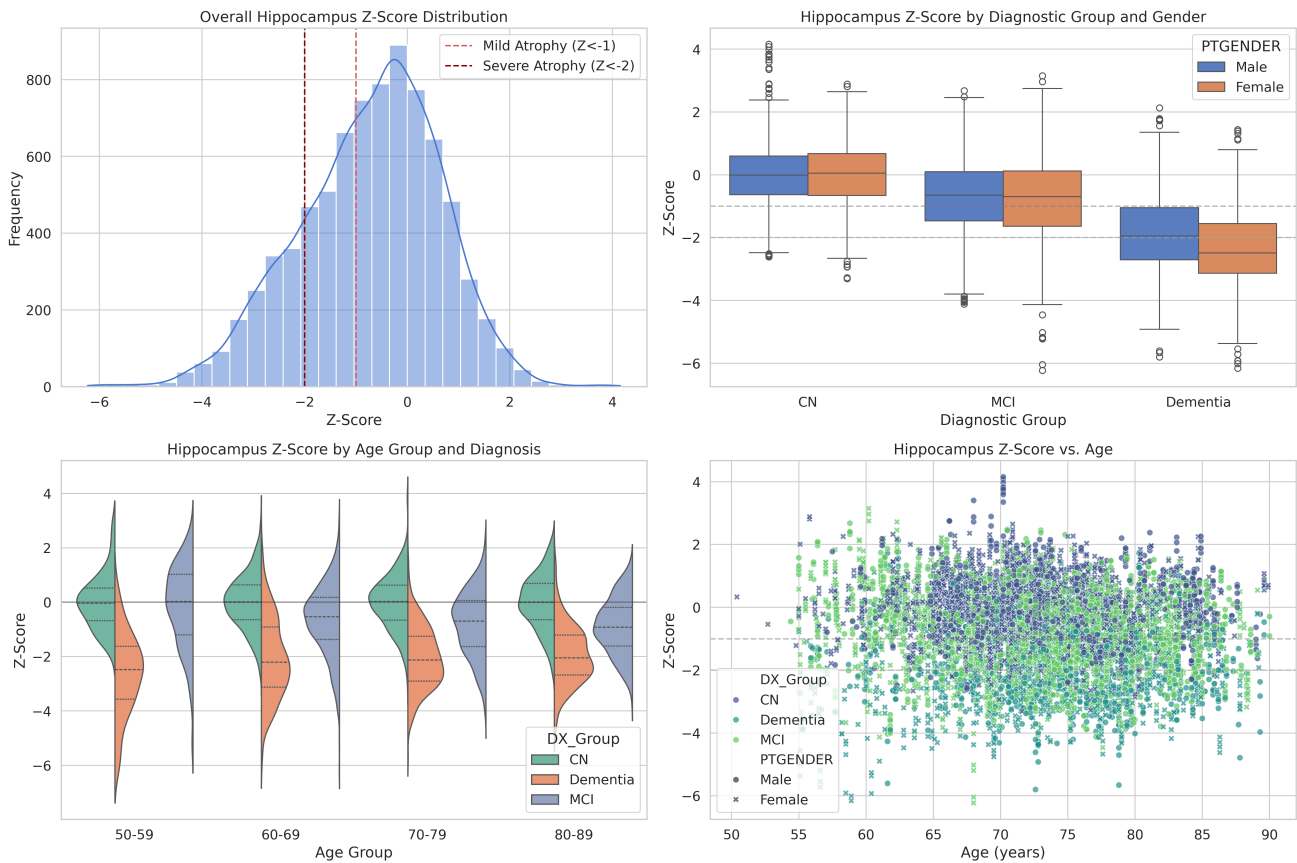 Overall Hippocampus Z-Score Distribution
Mild Atrophy (Z<-1)
Severe Atrophy (Z<-2)
800
600
400
200
0
Frequency
−6 −4 −2 0 2 4
Z-Score
Hippocampus Z-Score by Diagnostic Group and Gender
PTGENDER
Male
Female
4
2
0
−2
−4
−6
Z-Score
CN MCI Dementia
Diagnostic Group
Hippocampus Z-Score by Age Group and Diagnosis
4
2
0
−2
−4
−6
Z-Score
DX_Group
CN
Dementia
MCI
50-59 60-69 70-79 80-89
Age Group
Hippocampus Z-Score vs. Age
4
2
0
−2
−4
−6
Z-Score
DX_Group
CN
Dementia
MCI
PTGENDER
Male
Female
50 55 60 65 70 75 80 85 90
Age (years)